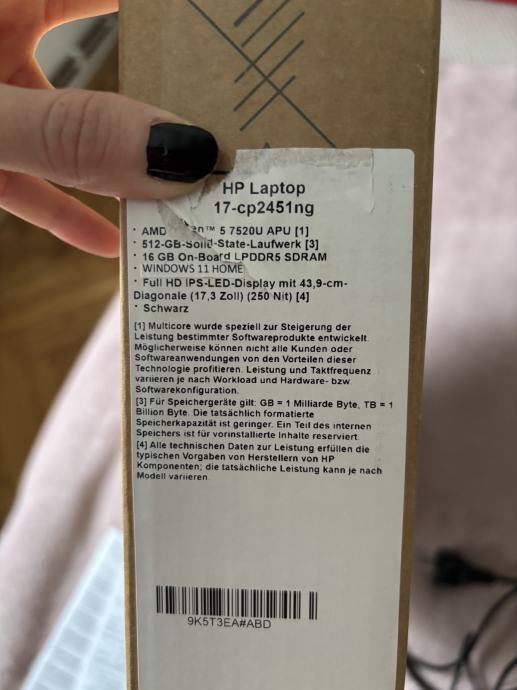 HP Laptop
17-cp2451ng
· AMD 5 7520U APU [1]
· 512-GB-Solid-State-Laufwerk [3]
· 16 GB On-Board LPDDR5 SDRAM
· WINDOWS 11 HOME
· Full HD IPS-LED-Display mit 43,9-cm-
Diagonale (17,3 Zoll) (250 Nit) [4]
· Schwarz
[1] Multicore wurde speziell zur Steigerung der
Leistung bestimmter Softwareprodukte entwickelt.
Möglicherweise können nicht alle Kunden oder
Softwareanwendungen von den Vorteilen dieser
Technologie profitieren. Leistung und Taktfrequenz
variieren je nach Workload und Hardware- bzw.
Softwarekonfiguration.
[3] Für Speichergeräte gilt: GB = 1 Milliarde Byte, TB = 1
Billion Byte. Die tatsächlich formatierte
Speicherkapazität ist geringer. Ein Teil des internen
Speichers ist für vorinstallierte Inhalte reserviert.
[4] Alle technischen Daten zur Leistung erfüllen die
typischen Vorgaben von Herstellern von HP
Komponenten; die tatsächliche Leistung kann je nach
Modell variieren.
9K5T3EA#ABD